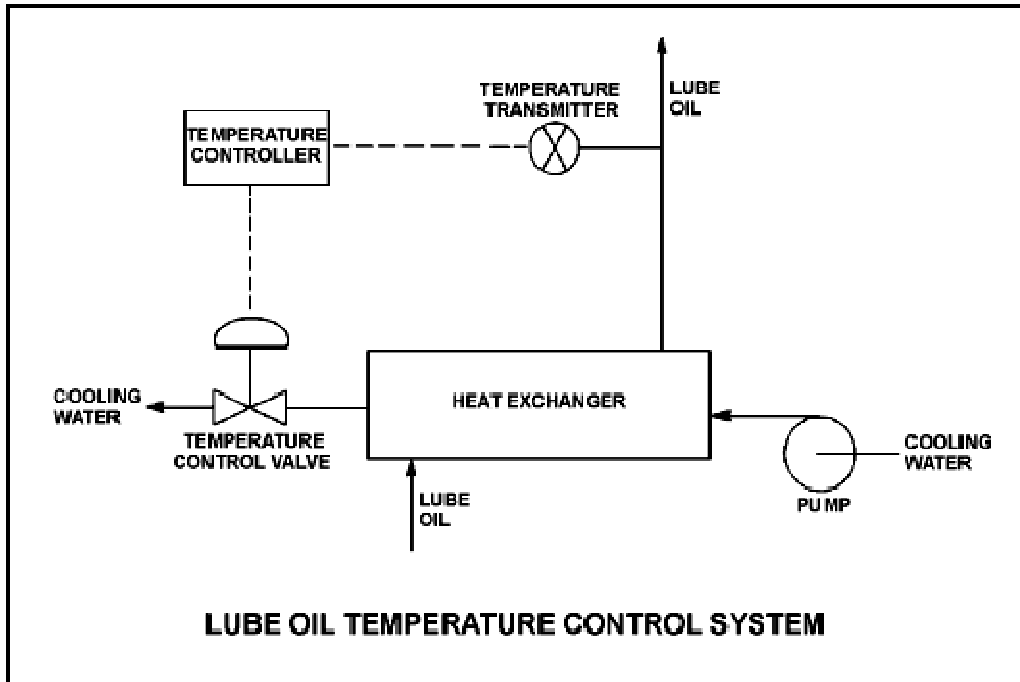 TEMPERATURE
TRANSMITTER
LUBE
OIL
TEMPERATURE
CONTROLLER
COOLING
WATER
TEMPERATURE
CONTROL VALVE
HEAT EXCHANGER
COOLING
WATER
PUMP
LUBE
OIL
LUBE OIL TEMPERATURE CONTROL SYSTEM